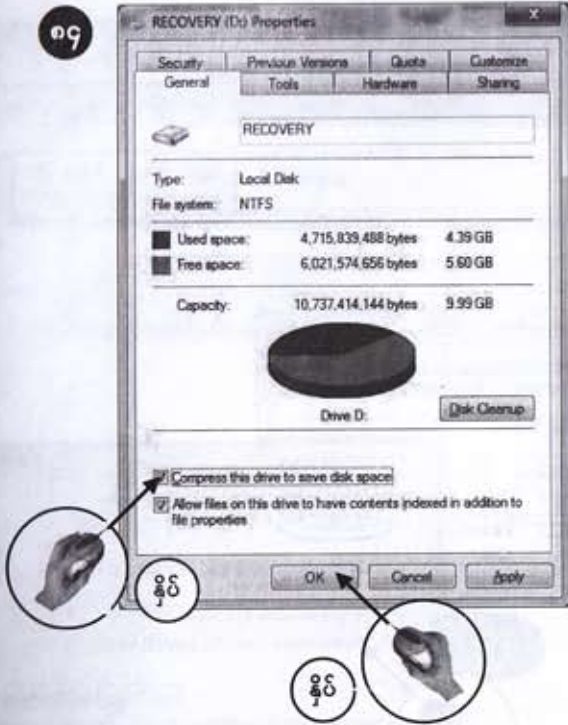 ၈၄
RECOVERY (D:) Properties
x
Security Previous Versions Quota Customize
General Tools Hardware Sharing
RECOVERY
Type: Local Disk
File system: NTFS
Used space: 4,715,839,488 bytes 4.39 GB
Free space: 6,021,574,656 bytes 5.60 GB
Capacity: 10,737,414,144 bytes 9.99 GB
Drive D:
Disk Cleanup
Compress this drive to save disk space
Allow files on this drive to have contents indexed in addition to
file properties
OK Cancel Apply
နှိပ်
နှိပ်